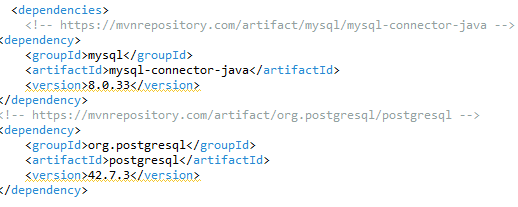 <dependencies>
<!-- https://mvnrepository.com/artifact/mysql/mysql-connector-java -->
<dependency>
<groupId>mysql</groupId>
<artifactId>mysql-connector-java</artifactId>
<version>8.0.33</version>
</dependency>
<!-- https://mvnrepository.com/artifact/org.postgresql/postgresql -->
<dependency>
<groupId>org.postgresql</groupId>
<artifactId>postgresql</artifactId>
<version>42.7.3</version>
</dependency>